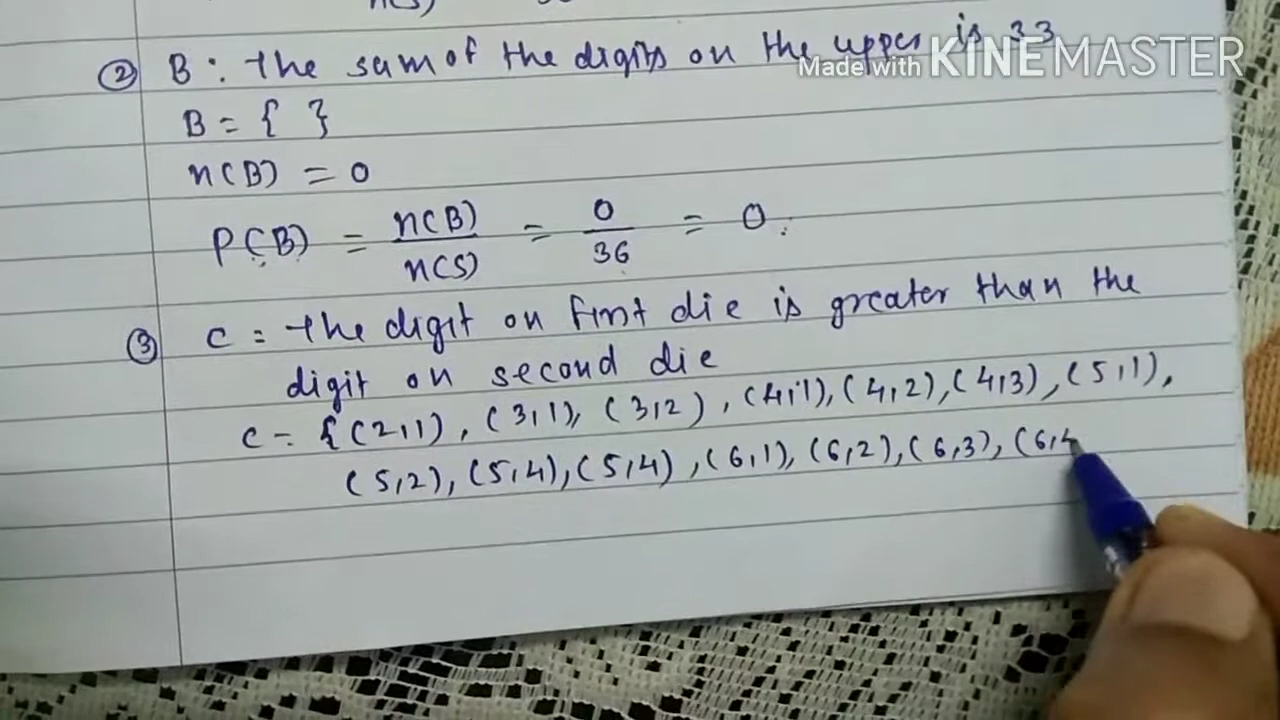 n(S)
② B : the sum of the digits on the upper is 33
Made with KINEMASTER
B = { }
n(B) = 0
P(B) = n(B) / n(S) = 0 / 36 = 0.
③ C = the digit on first die is greater than the
digit on second die
C = {(2,1), (3,1), (3,2), (4,1), (4,2), (4,3), (5,1),
(5,2), (5,4), (5,4), (6,1), (6,2), (6,3), (6,4